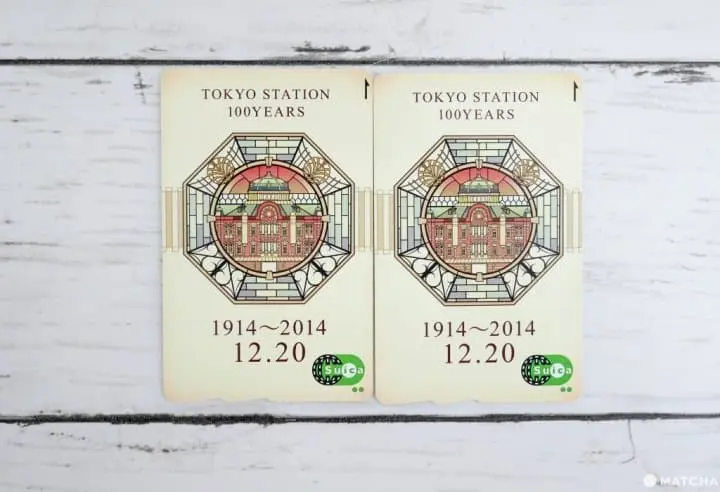 TOKYO STATION
100YEARS
1914～2014
12.20
Suica
TOKYO STATION
100YEARS
1914～2014
12.20
Suica
MATCHA